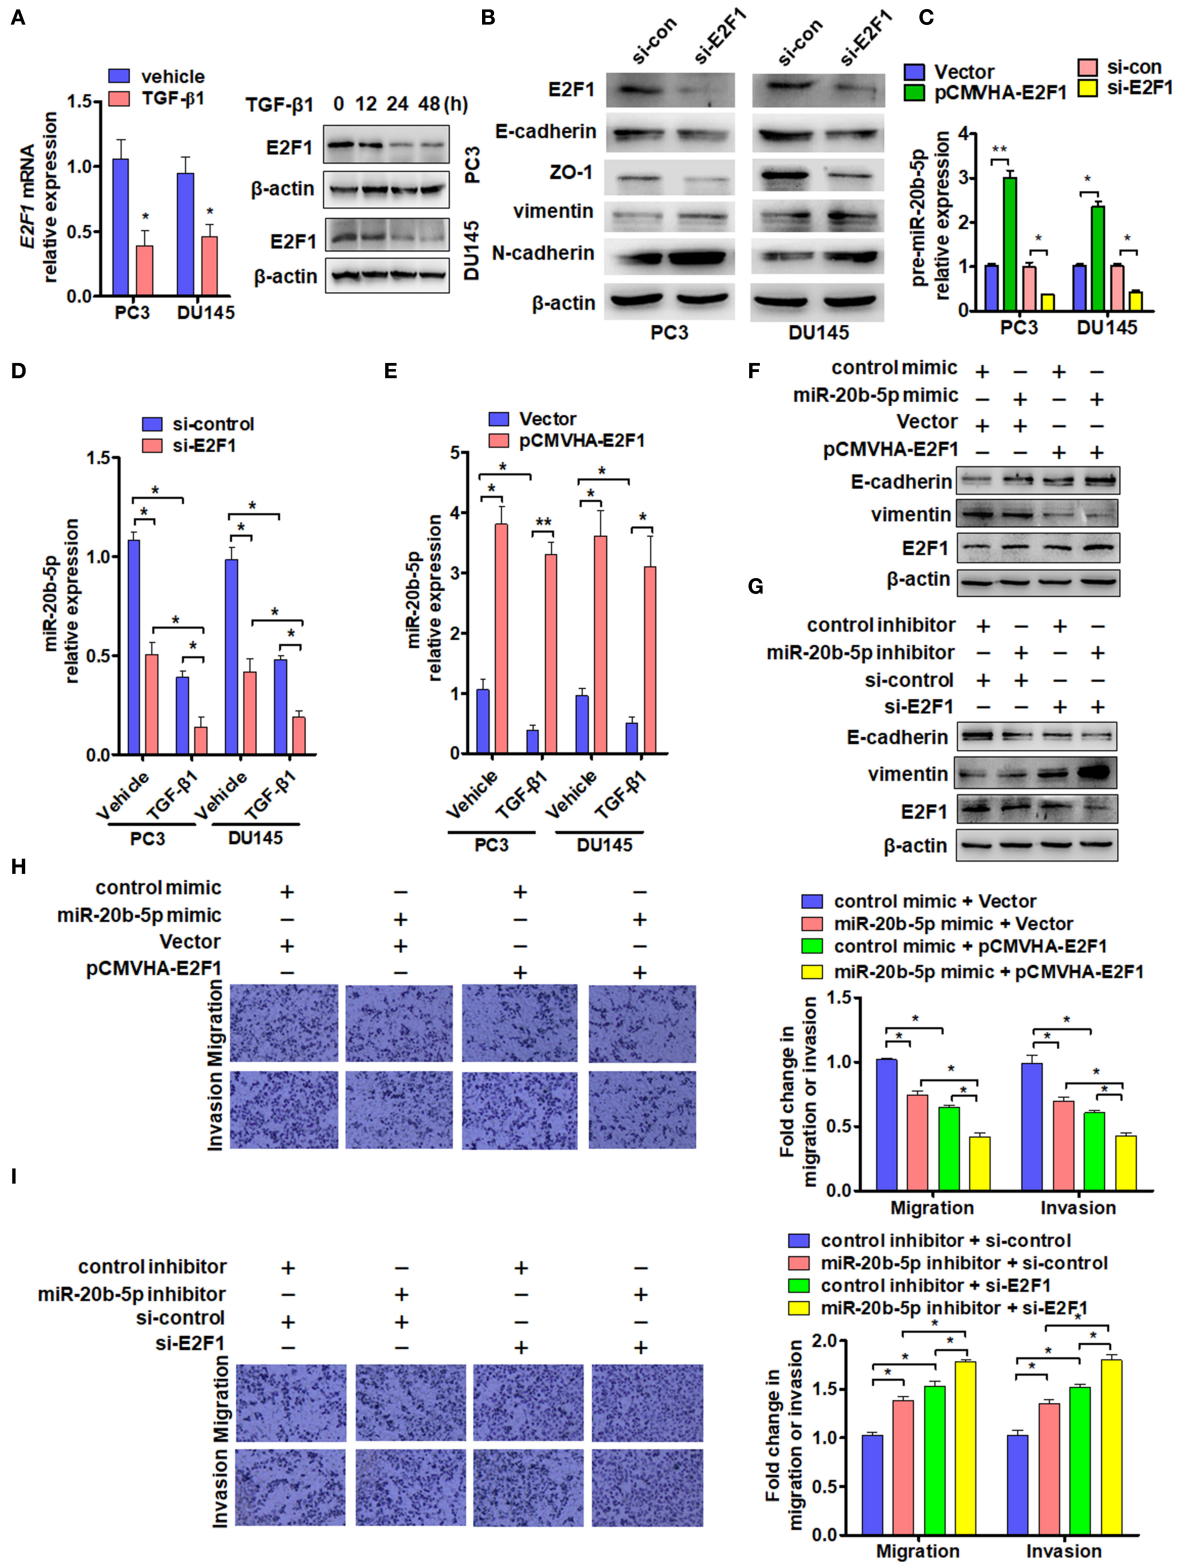 A
vehicle
TGF-β1
E2F1 mRNA
relative expression
1.5
1.0
0.5
0.0
*
*
PC3
DU145
TGF-β1
0 12 24 48 (h)
E2F1
β-actin
PC3
E2F1
β-actin
DU145
B
si-con
si-E2F1
si-con
si-E2F1
E2F1
E-cadherin
ZO-1
vimentin
N-cadherin
β-actin
PC3
DU145
C
Vector
pCMVHA-E2F1
si-con
si-E2F1
pre-miR-20b-5p
relative expression
4
3
2
1
0
**
*
*
*
PC3
DU145
D
si-control
si-E2F1
miR-20b-5p
relative expression
1.5
1.0
0.5
0.0
*
*
*
*
*
*
*
*
Vehicle
TGF-β1
Vehicle
TGF-β1
PC3
DU145
E
Vector
pCMVHA-E2F1
miR-20b-5p
relative expression
5
4
3
2
1
0
*
*
**
*
*
*
Vehicle
TGF-β1
Vehicle
TGF-β1
PC3
DU145
F
control mimic + − + −
miR-20b-5p mimic − + − +
Vector + + − −
pCMVHA-E2F1 − − + +
E-cadherin
vimentin
E2F1
β-actin
G
control inhibitor + − + −
miR-20b-5p inhibitor − + − +
si-control + + − −
si-E2F1 − − + +
E-cadherin
vimentin
E2F1
β-actin
H
control mimic + − + −
miR-20b-5p mimic − + − +
Vector + + − −
pCMVHA-E2F1 − − + +
Migration
Invasion
control mimic + Vector
miR-20b-5p mimic + Vector
control mimic + pCMVHA-E2F1
miR-20b-5p mimic + pCMVHA-E2F1
Fold change in
migration or invasion
1.5
1.0
0.5
0.0
*
*
*
*
*
*
*
*
Migration
Invasion
I
control inhibitor + − + −
miR-20b-5p inhibitor − + − +
si-control + + − −
si-E2F1 − − + +
Migration
Invasion
control inhibitor + si-control
miR-20b-5p inhibitor + si-control
control inhibitor + si-E2F1
miR-20b-5p inhibitor + si-E2F1
Fold change in
migration or invasion
2.0
1.5
1.0
0.5
0.0
*
*
*
*
*
*
*
*
Migration
Invasion